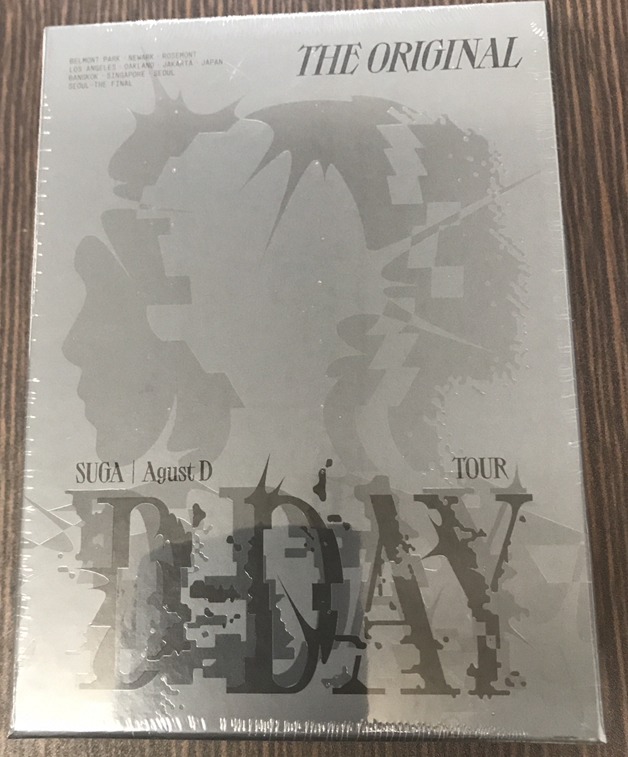 BELMONT PARK · NEWARK · ROSEMONT
LOS ANGELES · OAKLAND · JAKARTA · JAPAN
BANGKOK · SINGAPORE · SEOUL
SEOUL-THE FINAL
THE ORIGINAL
SUGA | Agust D
TOUR
D-DAY